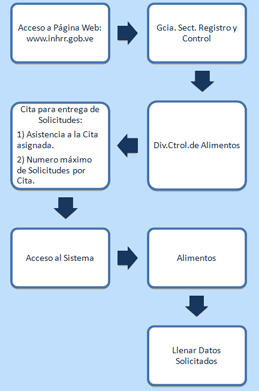 Acceso a Página Web:
www.inhrr.gob.ve
Gcia. Sect. Registro y
Control
Div.Ctrol.de Alimentos
Cita para entrega de
Solicitudes:
1) Asistencia a la Cita
asignada.
2) Numero máximo
de Solicitudes por
Cita.
Acceso al Sistema
Alimentos
Llenar Datos
Solicitados